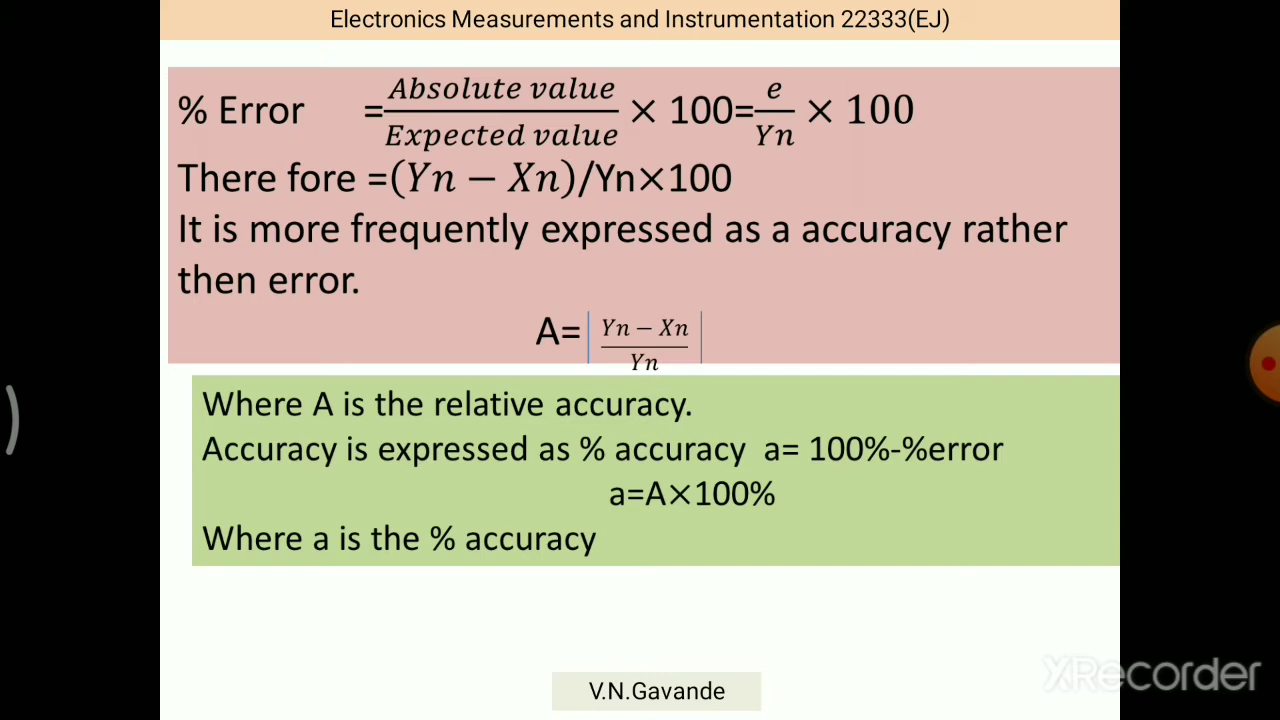 Electronics Measurements and Instrumentation 22333(EJ)
% Error = Absolute value / Expected value × 100= e / Yn × 100
There fore =(Yn − Xn)/Yn×100
It is more frequently expressed as a accuracy rather
then error.
A= | Yn − Xn / Yn |
Where A is the relative accuracy.
Accuracy is expressed as % accuracy a= 100%-%error
a=A×100%
Where a is the % accuracy
V.N.Gavande
XRecorder